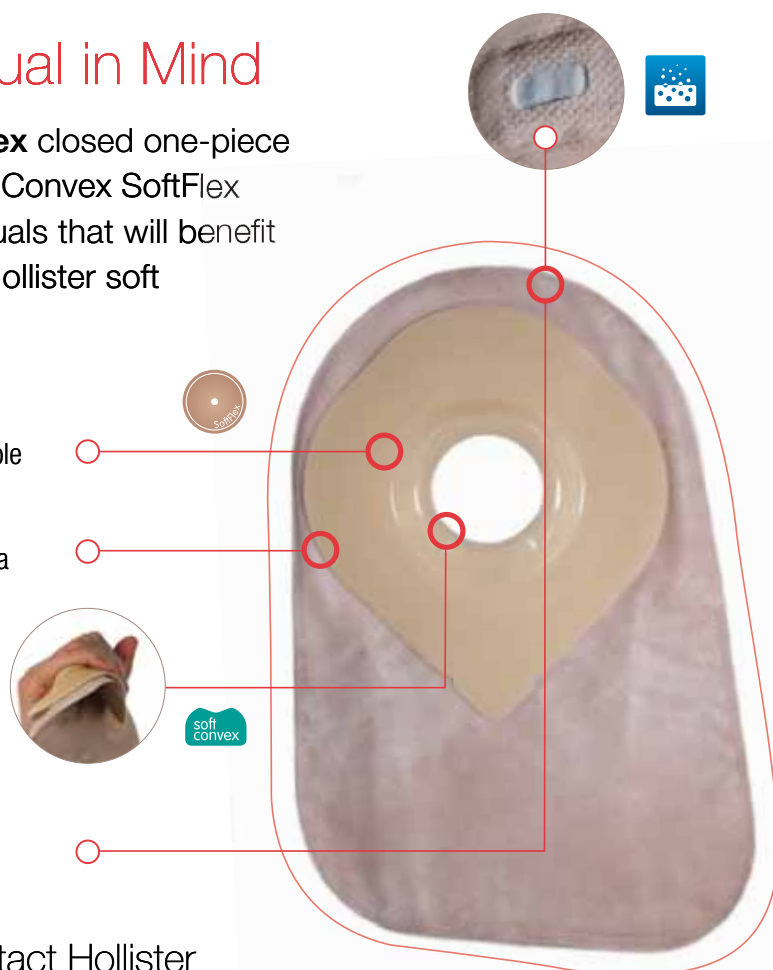 ual in Mind
ex closed one-piece
Convex SoftFlex
uals that will benefit
ollister soft
SoftFlex
ple
a
soft
convex
tact Hollister